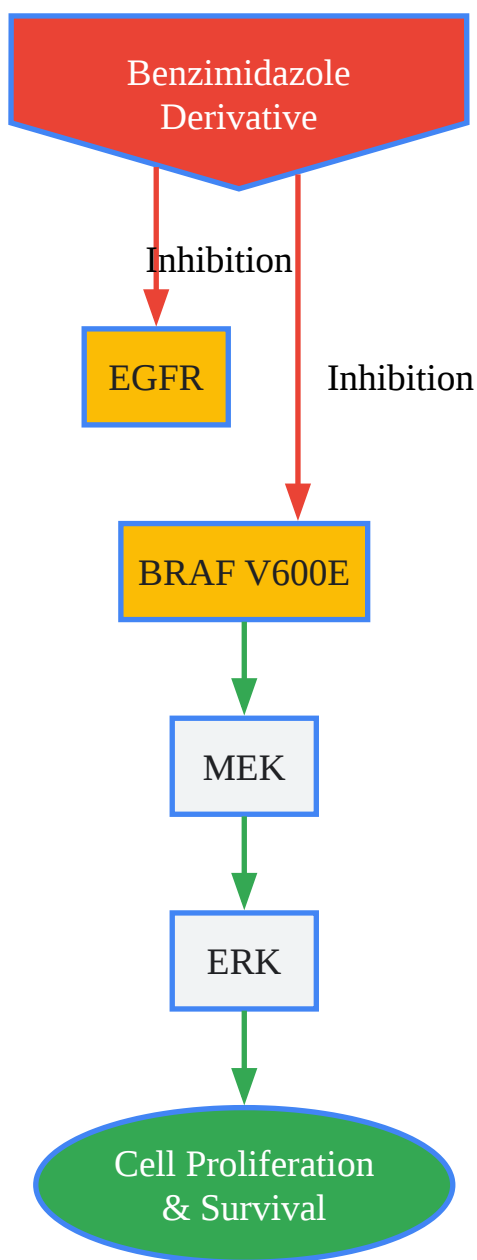 Benzimidazole
Derivative
Inhibition
EGFR
Inhibition
BRAF V600E
MEK
ERK
Cell Proliferation
& Survival